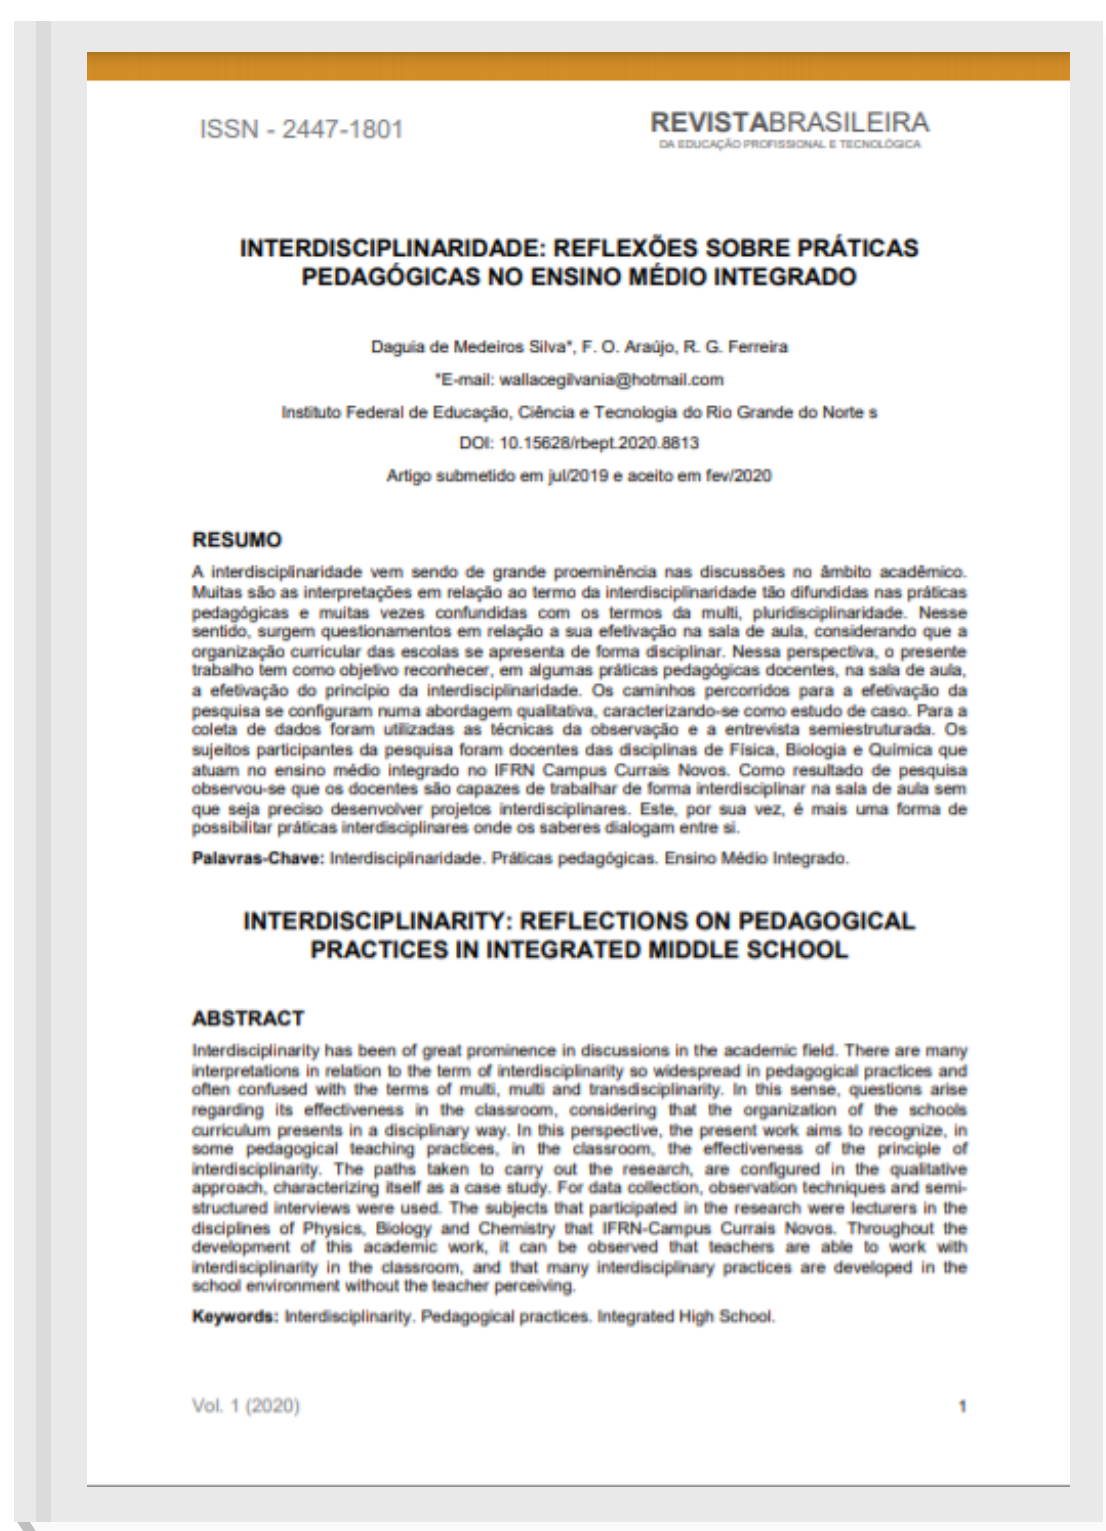 ISSN - 2447-1801
REVISTABRASILEIRA
DA EDUCAÇÃO PROFISSIONAL E TECNOLÓGICA
INTERDISCIPLINARIDADE: REFLEXÕES SOBRE PRÁTICAS
PEDAGÓGICAS NO ENSINO MÉDIO INTEGRADO
Daguia de Medeiros Silva*, F. O. Araújo, R. G. Ferreira
*E-mail: wallacegilvania@hotmail.com
Instituto Federal de Educação, Ciência e Tecnologia do Rio Grande do Norte s
DOI: 10.15628/rbept.2020.8813
Artigo submetido em jul/2019 e aceito em fev/2020
RESUMO
A interdisciplinaridade vem sendo de grande proeminência nas discussões no âmbito acadêmico.
Muitas são as interpretações em relação ao termo da interdisciplinaridade tão difundidas nas práticas
pedagógicas e muitas vezes confundidas com os termos da multi, pluridisciplinaridade. Nesse
sentido, surgem questionamentos em relação a sua efetivação na sala de aula, considerando que a
organização curricular das escolas se apresenta de forma disciplinar. Nessa perspectiva, o presente
trabalho tem como objetivo reconhecer, em algumas práticas pedagógicas docentes, na sala de aula,
a efetivação do princípio da interdisciplinaridade. Os caminhos percorridos para a efetivação da
pesquisa se configuram numa abordagem qualitativa, caracterizando-se como estudo de caso. Para a
coleta de dados foram utilizadas as técnicas da observação e a entrevista semiestruturada. Os
sujeitos participantes da pesquisa foram docentes das disciplinas de Física, Biologia e Química que
atuam no ensino médio integrado no IFRN Campus Currais Novos. Como resultado de pesquisa
observou-se que os docentes são capazes de trabalhar de forma interdisciplinar na sala de aula sem
que seja preciso desenvolver projetos interdisciplinares. Este, por sua vez, é mais uma forma de
possibilitar práticas interdisciplinares onde os saberes dialogam entre si.
Palavras-Chave: Interdisciplinaridade. Práticas pedagógicas. Ensino Médio Integrado.
INTERDISCIPLINARITY: REFLECTIONS ON PEDAGOGICAL
PRACTICES IN INTEGRATED MIDDLE SCHOOL
ABSTRACT
Interdisciplinarity has been of great prominence in discussions in the academic field. There are many
interpretations in relation to the term of interdisciplinarity so widespread in pedagogical practices and
often confused with the terms of multi, multi and transdisciplinarity. In this sense, questions arise
regarding its effectiveness in the classroom, considering that the organization of the schools
curriculum presents in a disciplinary way. In this perspective, the present work aims to recognize, in
some pedagogical teaching practices, in the classroom, the effectiveness of the principle of
interdisciplinarity. The paths taken to carry out the research, are configured in the qualitative
approach, characterizing itself as a case study. For data collection, observation techniques and semi-
structured interviews were used. The subjects that participated in the research were lecturers in the
disciplines of Physics, Biology and Chemistry that IFRN-Campus Currais Novos. Throughout the
development of this academic work, it can be observed that teachers are able to work with
interdisciplinarity in the classroom, and that many interdisciplinary practices are developed in the
school environment without the teacher perceiving.
Keywords: Interdisciplinarity. Pedagogical practices. Integrated High School.
Vol. 1 (2020)
1